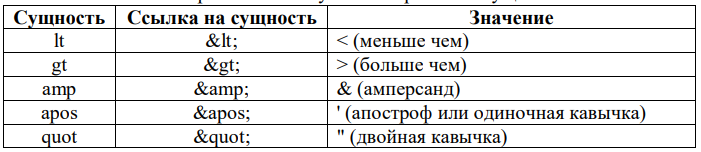 Сущность Ссылка на сущность Значение
lt &lt; < (меньше чем)
gt &gt; > (больше чем)
amp &amp; & (амперсанд)
apos &apos; ' (апостроф или одиночная кавычка)
quot &quot; " (двойная кавычка)